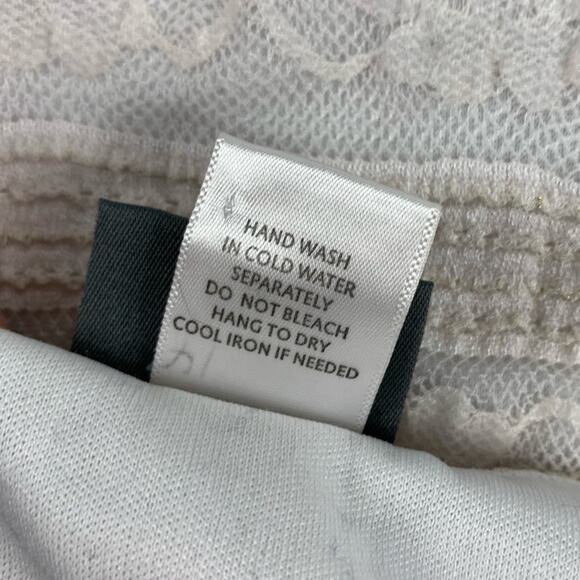 HAND WASH
IN COLD WATER
SEPARATELY
DO NOT BLEACH
HANG TO DRY
COOL IRON IF NEEDED